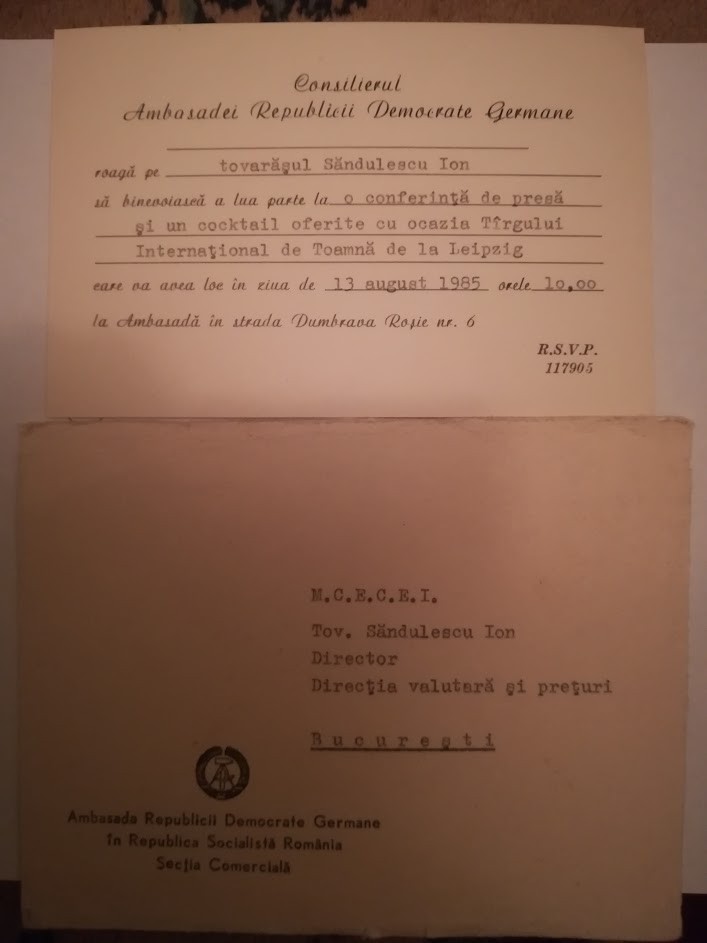 Consilierul
Ambasadei Republicii Democrate Germane
roagă pe tovarăşul Săndulescu Ion
să binevoiască a lua parte la o conferinţă de presă
şi un cocktail oferite cu ocazia Tîrgului
Internaţional de Toamnă de la Leipzig
care va avea loc în ziua de 13 august 1985 orele 10,00
la Ambasadă în strada Dumbrava Roşie nr. 6
R.S.V.P.
117905
M.C.E.C.E.I.
Tov. Săndulescu Ion
Director
Direcţia valutară şi preţuri
Bucureşti
Ambasada Republicii Democrate Germane
în Republica Socialistă România
Secţia Comercială